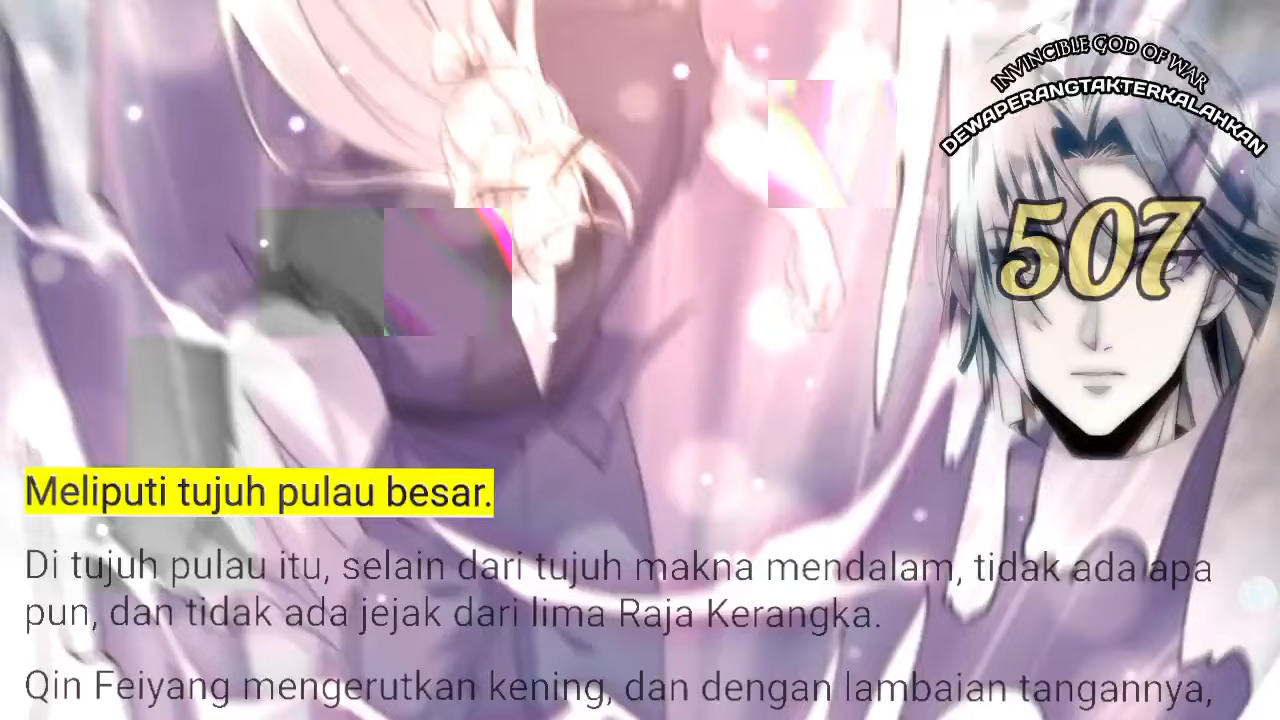 INVINCIBLE GOD OF WAR
DEWAPERANGTAKTERKALAHKAN
507
Meliputi tujuh pulau besar.
Di tujuh pulau itu, selain dari tujuh makna mendalam, tidak ada apa
pun, dan tidak ada jejak dari lima Raja Kerangka.
Qin Feiyang mengerutkan kening, dan dengan lambaian tangannya,